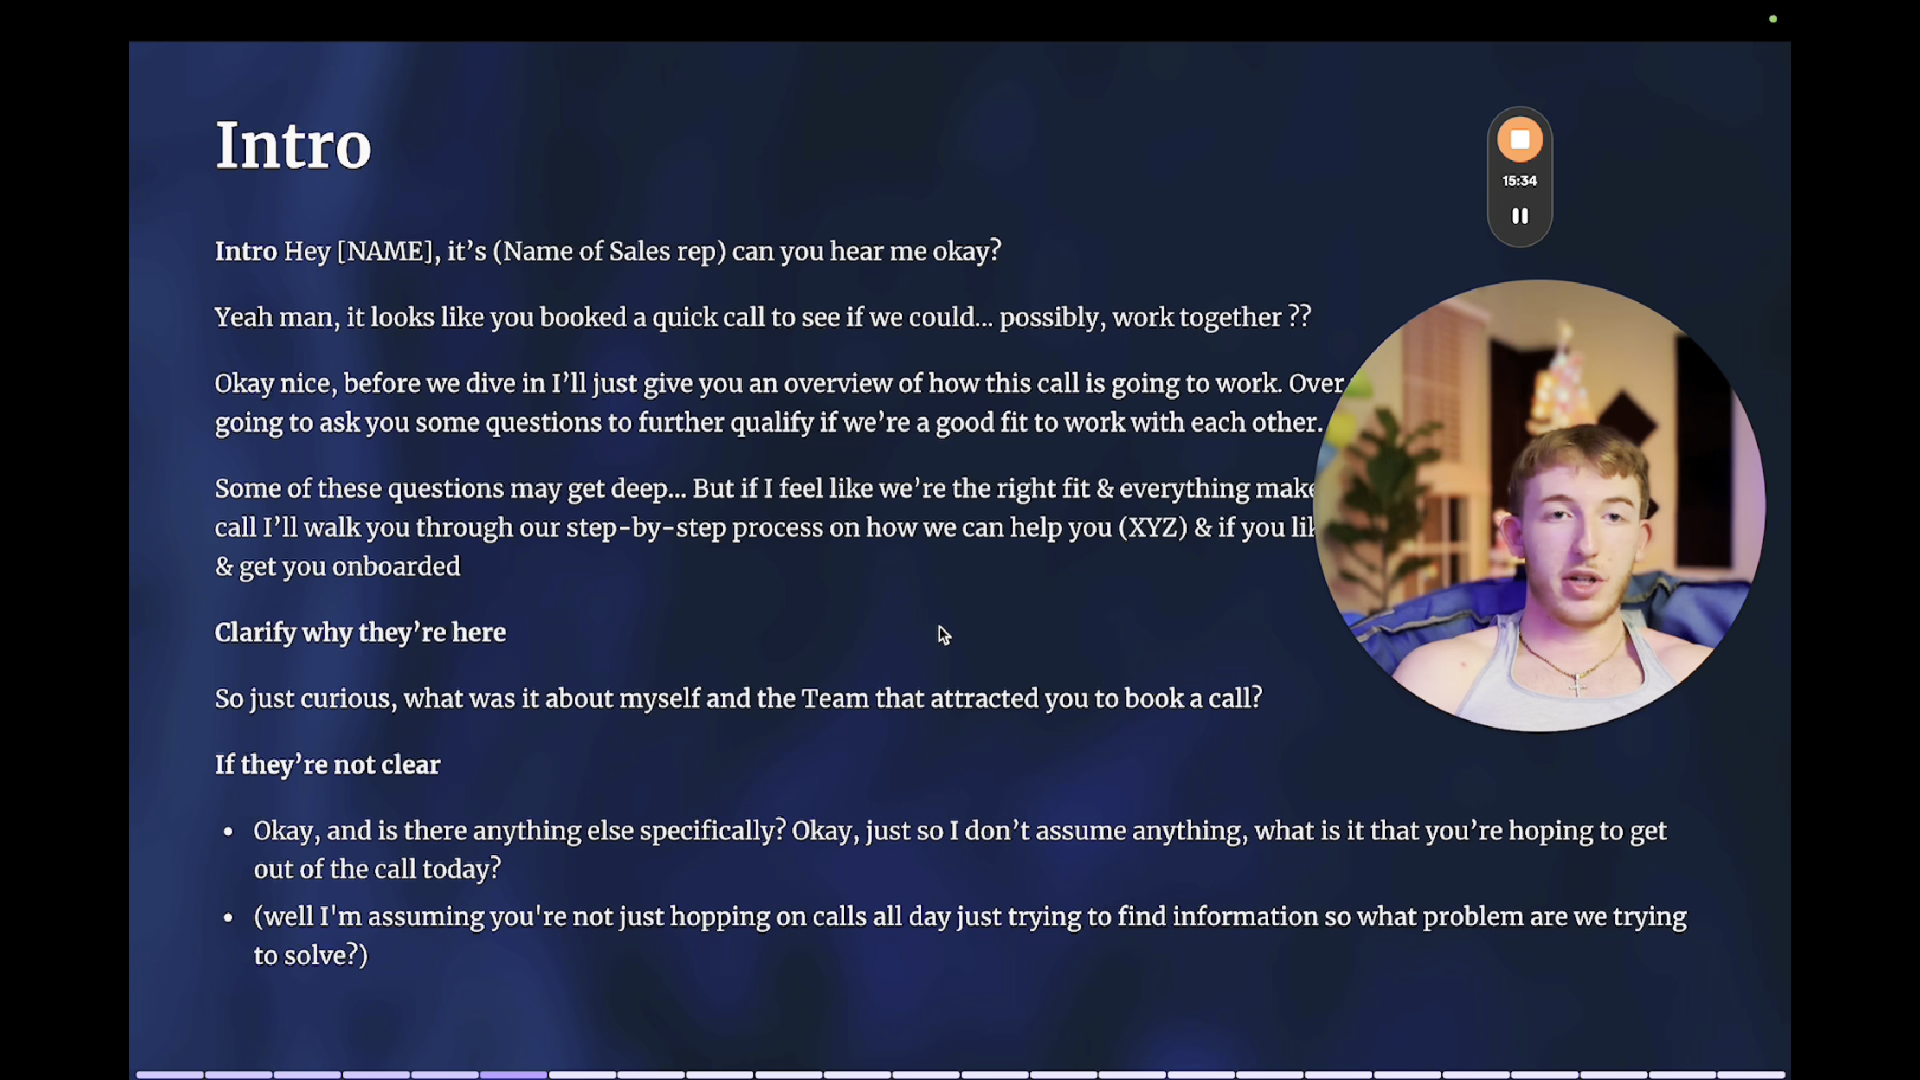 Intro
15:34
Intro Hey [NAME], it’s (Name of Sales rep) can you hear me okay?
Yeah man, it looks like you booked a quick call to see if we could... possibly, work together ??
Okay nice, before we dive in I’ll just give you an overview of how this call is going to work. Over
going to ask you some questions to further qualify if we’re a good fit to work with each other.
Some of these questions may get deep... But if I feel like we’re the right fit & everything
call I’ll walk you through our step-by-step process on how we can help you (XYZ) & if you
& get you onboarded
Clarify why they’re here
So just curious, what was it about myself and the Team that attracted you to book a call?
If they’re not clear
• Okay, and is there anything else specifically? Okay, just so I don’t assume anything, what is it that you’re hoping to get
out of the call today?
• (well I'm assuming you're not just hopping on calls all day just trying to find information so what problem are we trying
to solve?)